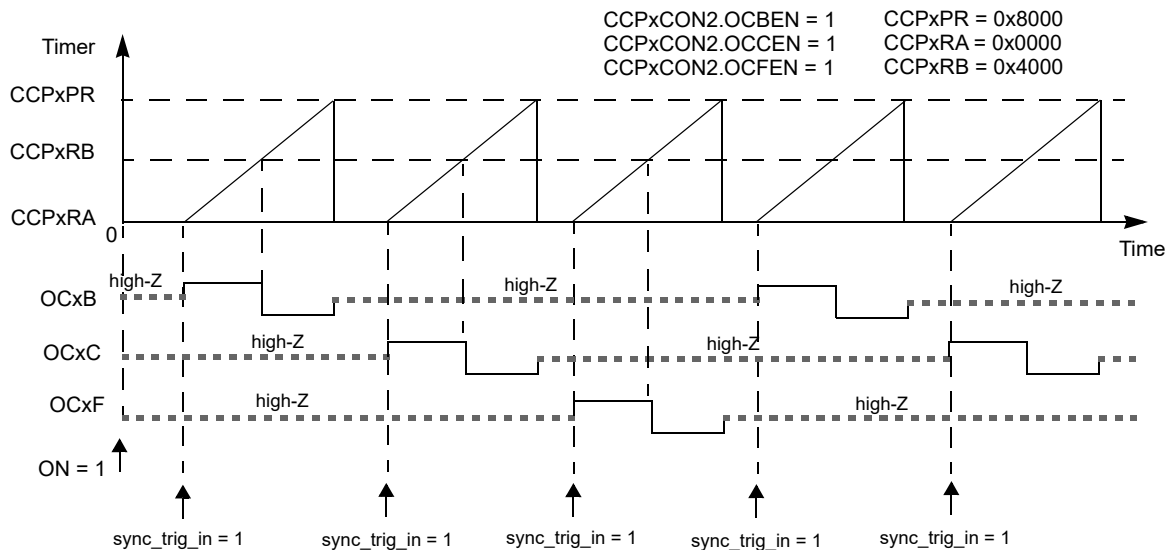 CCPxCON2.OCBEN = 1
CCPxPR = 0x8000
CCPxCON2.OCCEN = 1
CCPxRA = 0x0000
CCPxCON2.OCFEN = 1
CCPxRB = 0x4000
Timer
CCPxPR
CCPxRB
CCPxRA
0
Time
high-Z
high-Z
high-Z
OCxB
high-Z
high-Z
OCxC
high-Z
high-Z
OCxF
ON = 1
sync_trig_in = 1
sync_trig_in = 1
sync_trig_in = 1
sync_trig_in = 1
sync_trig_in = 1